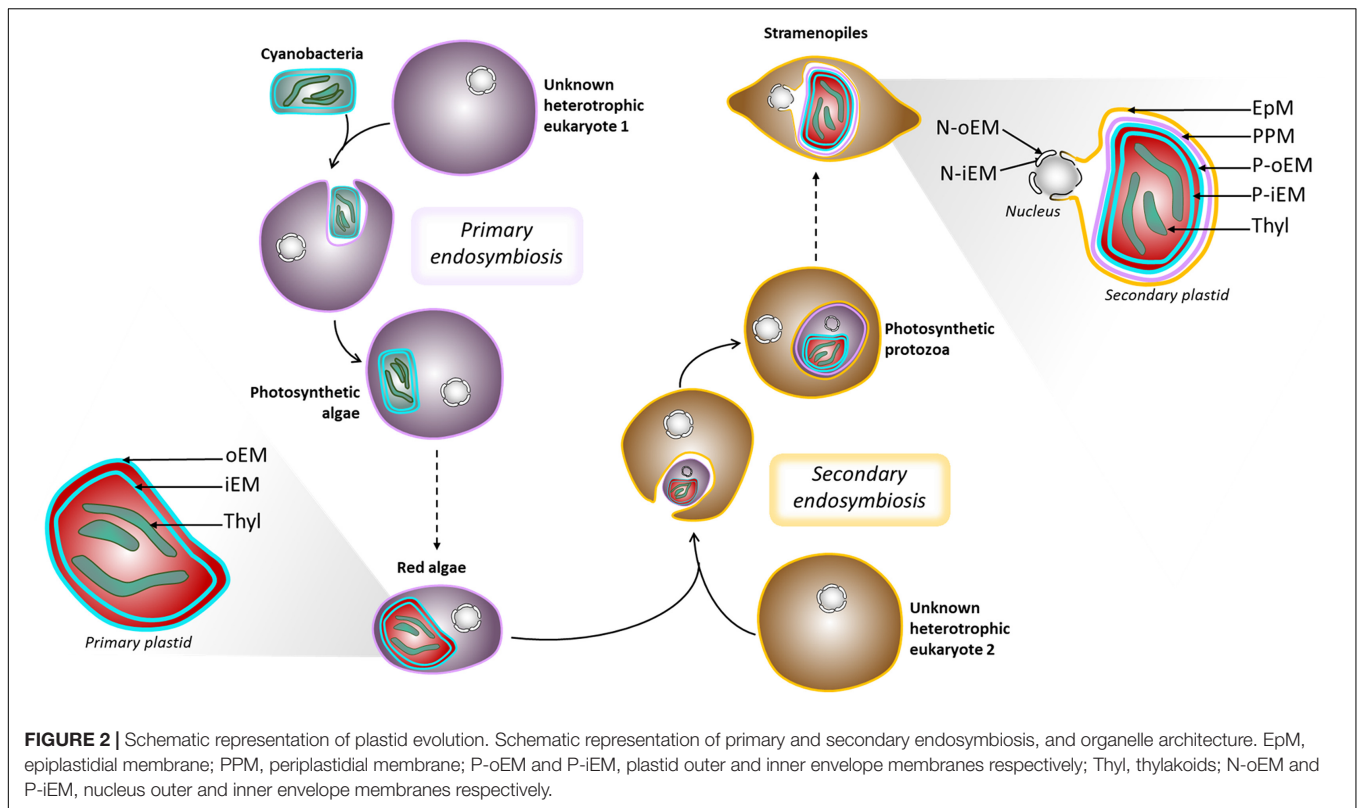 Cyanobacteria
Unknown
heterotrophic
eukaryote 1
Primary
endosymbiosis
Photosynthetic
algae
oEM
iEM
Thyl
Primary plastid
Red algae
Stramenopiles
N-oEM
N-iEM
Nucleus
EpM
PPM
P-oEM
P-iEM
Thyl
Secondary plastid
Photosynthetic
protozoa
Secondary
endosymbiosis
Unknown
heterotrophic
eukaryote 2
FIGURE 2 | Schematic representation of plastid evolution. Schematic representation of primary and secondary endosymbiosis, and organelle architecture. EpM,
epiplastidial membrane; PPM, periplastidial membrane; P-oEM and P-iEM, plastid outer and inner envelope membranes respectively; Thyl, thylakoids; N-oEM and
P-iEM, nucleus outer and inner envelope membranes respectively.